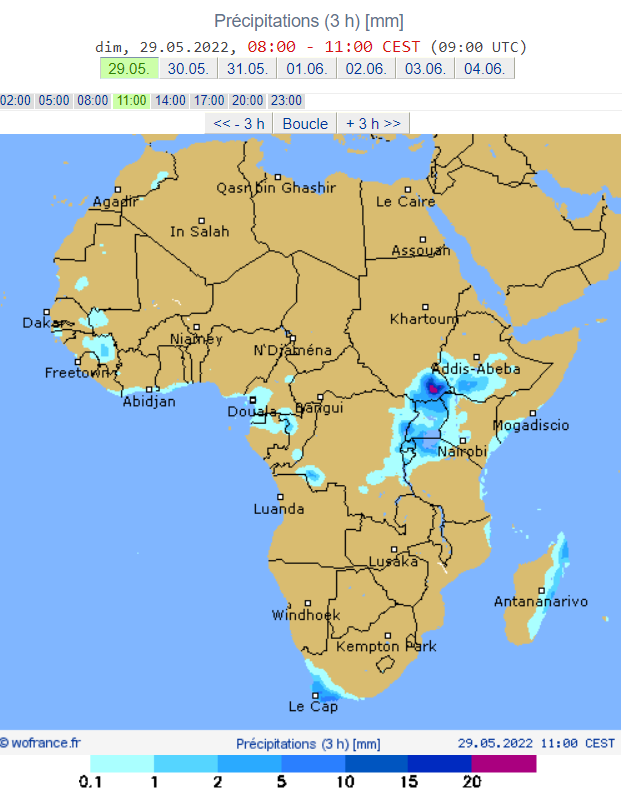 Précipitations (3 h) [mm]
dim, 29.05.2022, 08:00 - 11:00 CEST (09:00 UTC)
29.05. 30.05. 31.05. 01.06. 02.06. 03.06. 04.06.
02:00 05:00 08:00 11:00 14:00 17:00 20:00 23:00
<< - 3 h Boucle + 3 h >>
Agadir
Qasr bin Ghashir
Le Caire
In Salah
Assouan
Dakar
Khartoum
Niamey
N'Djaména
Freetown
Addis-Abeba
Abidjan
Douala
Bangui
Mogadiscio
Nairobi
Luanda
Lusaka
Antananarivo
Windhoek
Kempton Park
Le Cap
© wofrance.fr Précipitations (3 h) [mm] 29.05.2022 11:00 CEST
0.1 1 2 5 10 15 20